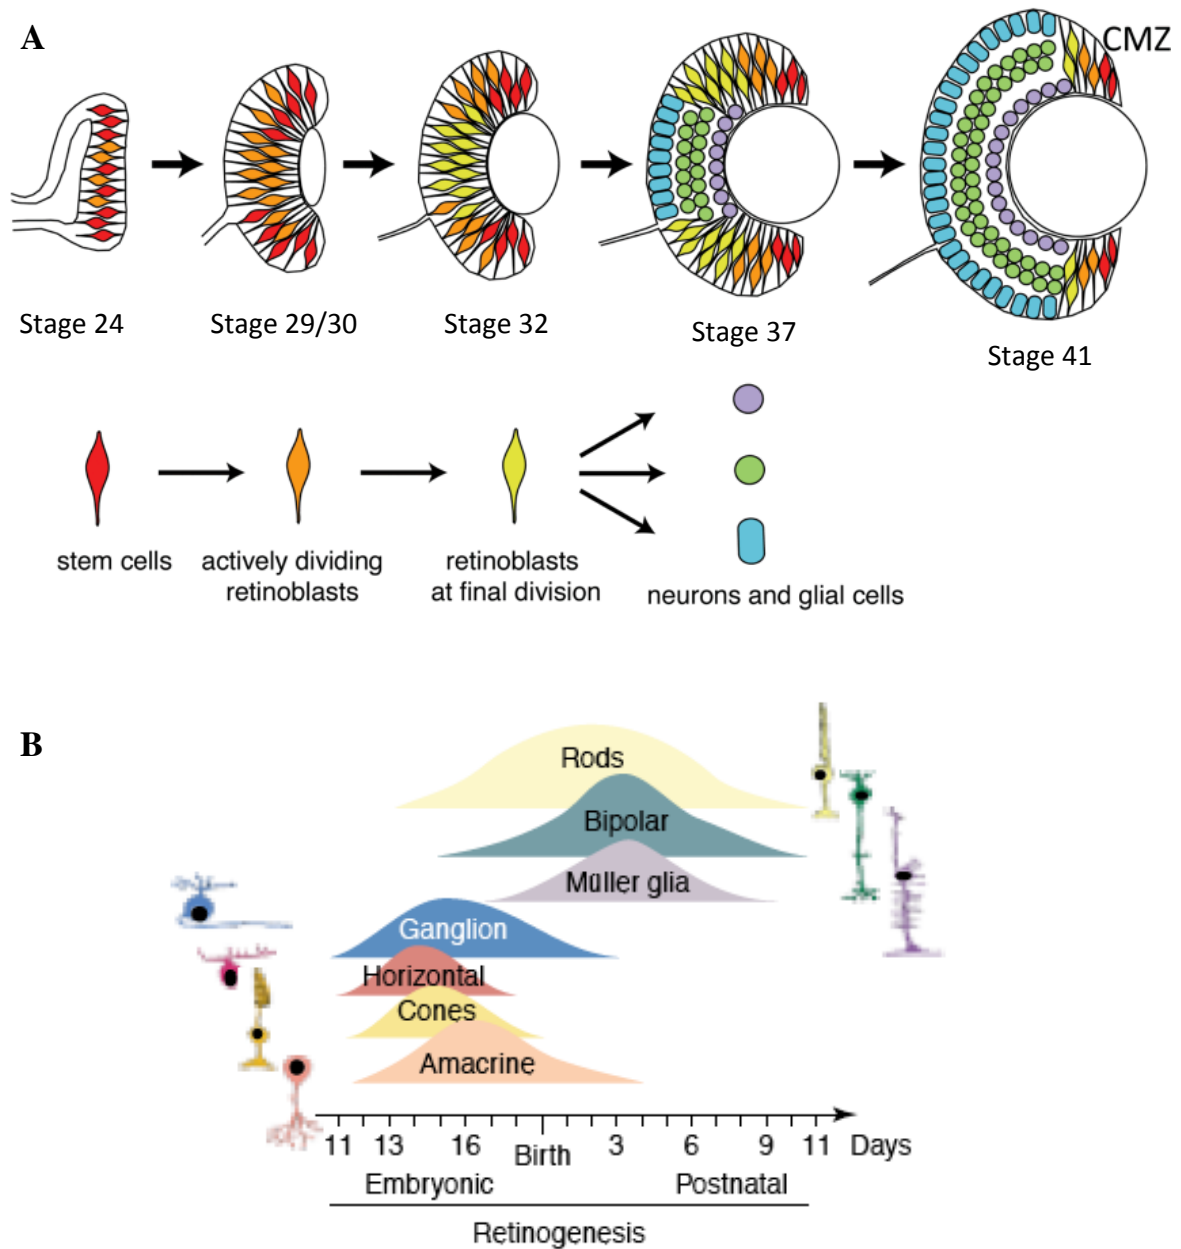 A
CMZ
Stage 24
Stage 29/30
Stage 32
Stage 37
Stage 41
stem cells
actively dividing
retinoblasts
retinoblasts
at final division
neurons and glial cells
B
Rods
Bipolar
Müller glia
Ganglion
Horizontal
Cones
Amacrine
11 13 16 Birth 3 6 9 11 Days
Embryonic Postnatal
Retinogenesis